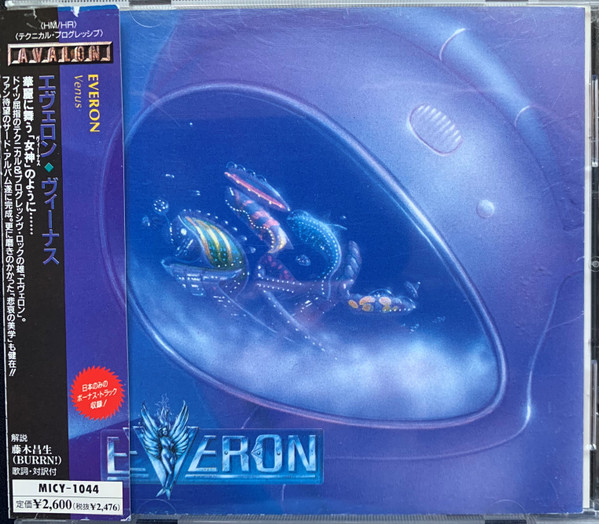 〈HM/HR〉
〈テクニカル・プログレッシブ〉
AVALON
EVERON
Venus
エヴェロン◆ヴィーナス
華麗に舞う「女神」のように……
ヴィーナス
ドイツ屈指のテクニカル&プログレッシヴ・ロックの雄「エヴェロン」。
ファン待望のサード・アルバム遂に完成。更に磨きのかかった「悲哀の美学」も健在!!
日本のみの
ボーナス・トラック
収録!
解説
藤木昌生
(BURRN!)
歌詞・対訳付
MICY-1044
定価¥2,600(税抜¥2,476)
EVERON